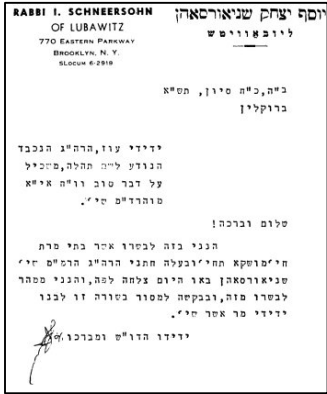 RABBI I. SCHNEERSOHN
OF LUBAWITZ
770 EASTERN PARKWAY
BROOKLYN, N. Y.
SLOCUM 6-2918
יוסף יצחק שניאורסאהן
ליובאוויטש
ב"ה, כ"ח סיון, תש"א
ברוקלין
ידידי עוז, הרה"ג הנכבד
הנודע לשם תהלה, משכיל
על דבר טוב וו"ח אי"א
מוהרד"מ שי'.
שלום וברכה!
הנני בזה לבשרו אשר בתי מרת
חי' מושקא תחי' ובעלה חתני הרה"ג הרמ"מ שי'
שניאורסאהן באו היום צלחה לפה, והנני ממהר
לבשרו מזה, ובבקשה למסור בשורה זו לבנו
ידידי מר אשר שי'.
ידידו הדו"ש ומברכו